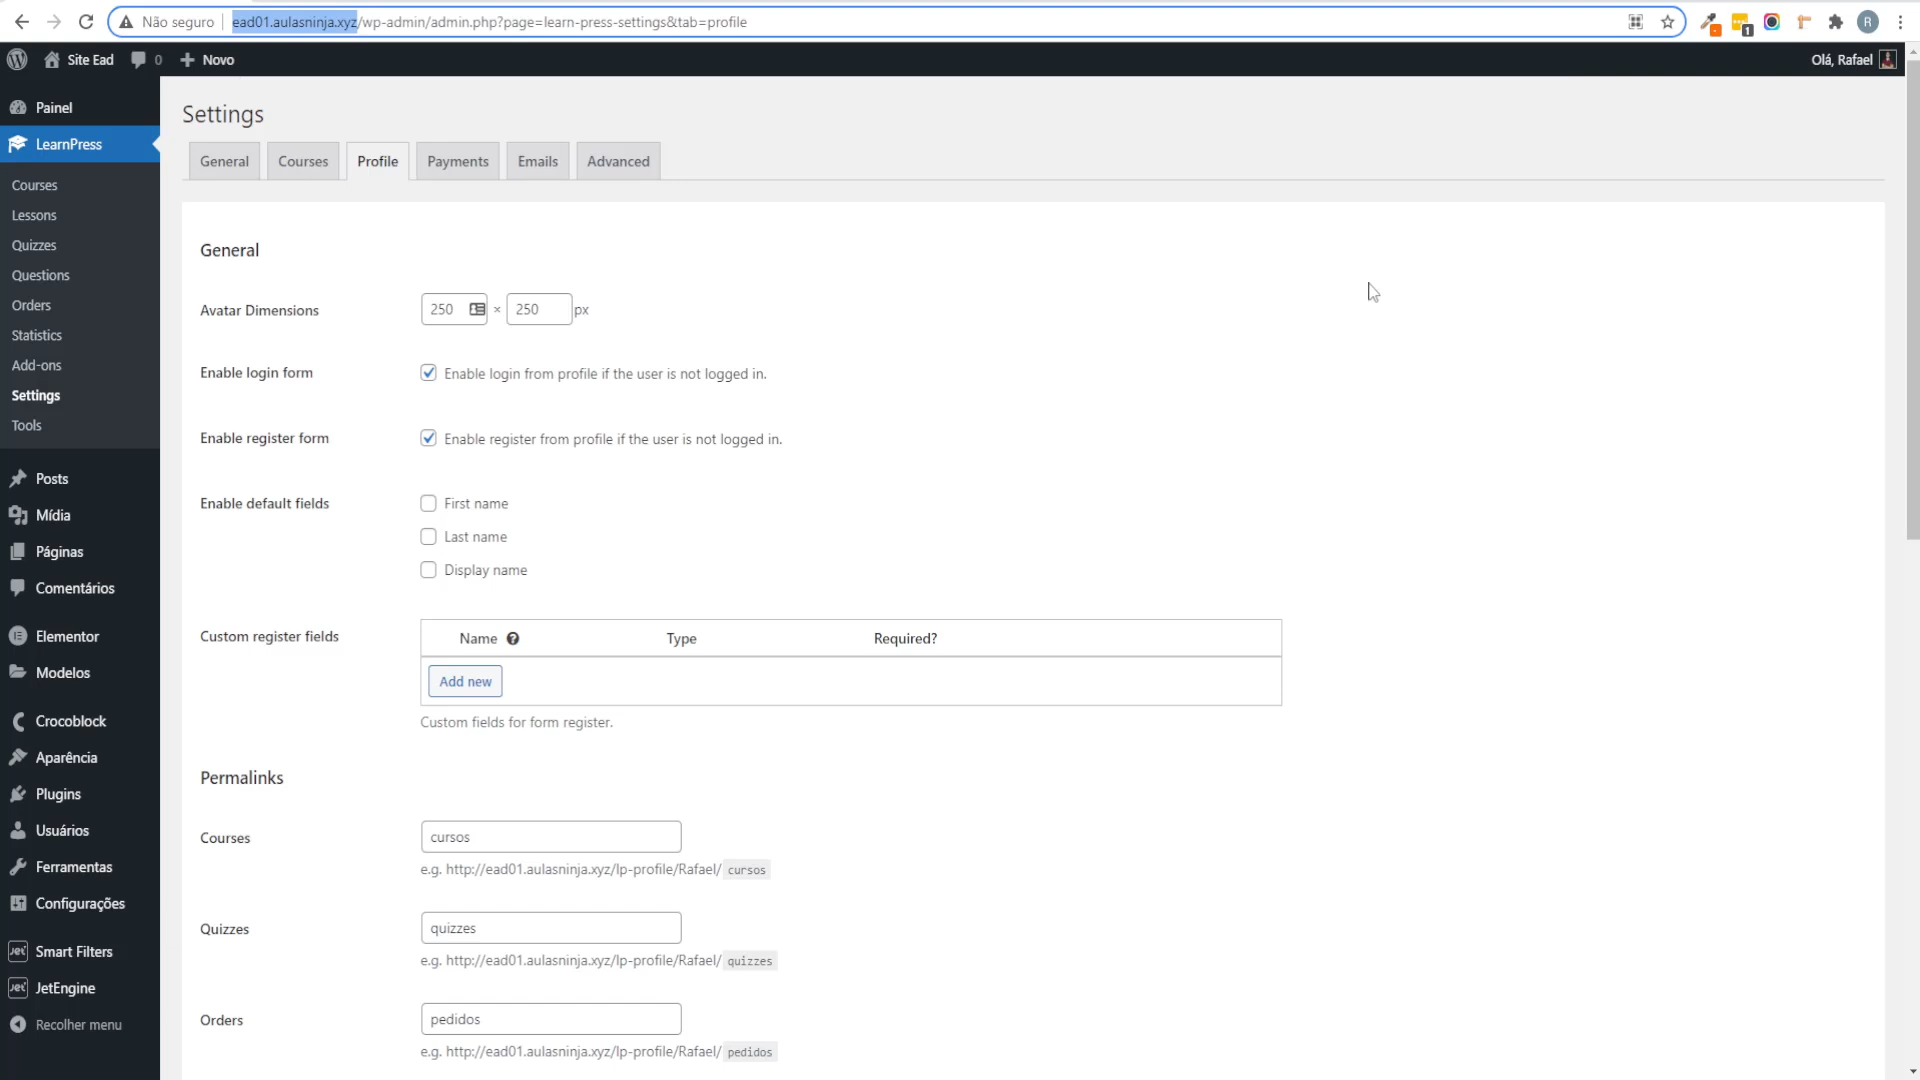 Não seguro
ead01.aulasninja.xyz/wp-admin/admin.php?page=learn-press-settings&tab=profile
1
R
Site Ead
0
Novo
Olá, Rafael
Painel
LearnPress
Courses
Lessons
Quizzes
Questions
Orders
Statistics
Add-ons
Settings
Tools
Posts
Mídia
Páginas
Comentários
Elementor
Modelos
Crocoblock
Aparência
Plugins
Usuários
Ferramentas
Configurações
Jet Smart Filters
Jet JetEngine
Recolher menu
Settings
General Courses Profile Payments Emails Advanced
General
Avatar Dimensions 250 × 250 px
Enable login form Enable login from profile if the user is not logged in.
Enable register form Enable register from profile if the user is not logged in.
Enable default fields First name
Last name
Display name
Custom register fields Name ? Type Required?
Add new
Custom fields for form register.
Permalinks
Courses cursos
e.g. http://ead01.aulasninja.xyz/lp-profile/Rafael/ cursos
Quizzes quizzes
e.g. http://ead01.aulasninja.xyz/lp-profile/Rafael/ quizzes
Orders pedidos
e.g. http://ead01.aulasninja.xyz/lp-profile/Rafael/ pedidos